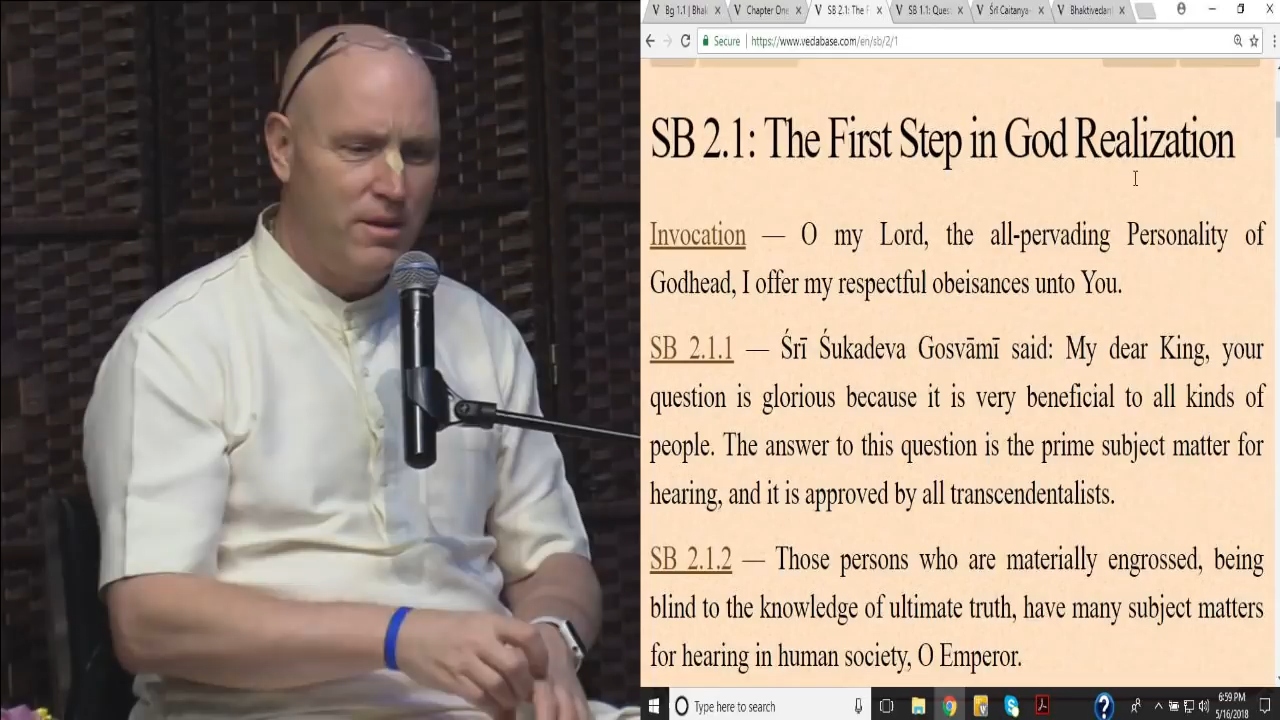 Bg 1.1 | Bhak
Chapter One
SB 2.1: The F
SB 1.1: Ques
Śrī Caitanya-
Bhaktivedan
Secure
https://www.vedabase.com/en/sb/2/1
SB 2.1: The First Step in God Realization
Invocation — O my Lord, the all-pervading Personality of
Godhead, I offer my respectful obeisances unto You.
SB 2.1.1 — Śrī Śukadeva Gosvāmī said: My dear King, your
question is glorious because it is very beneficial to all kinds of
people. The answer to this question is the prime subject matter for
hearing, and it is approved by all transcendentalists.
SB 2.1.2 — Those persons who are materially engrossed, being
blind to the knowledge of ultimate truth, have many subject matters
for hearing in human society, O Emperor.
Type here to search
6:59 PM
5/16/2018